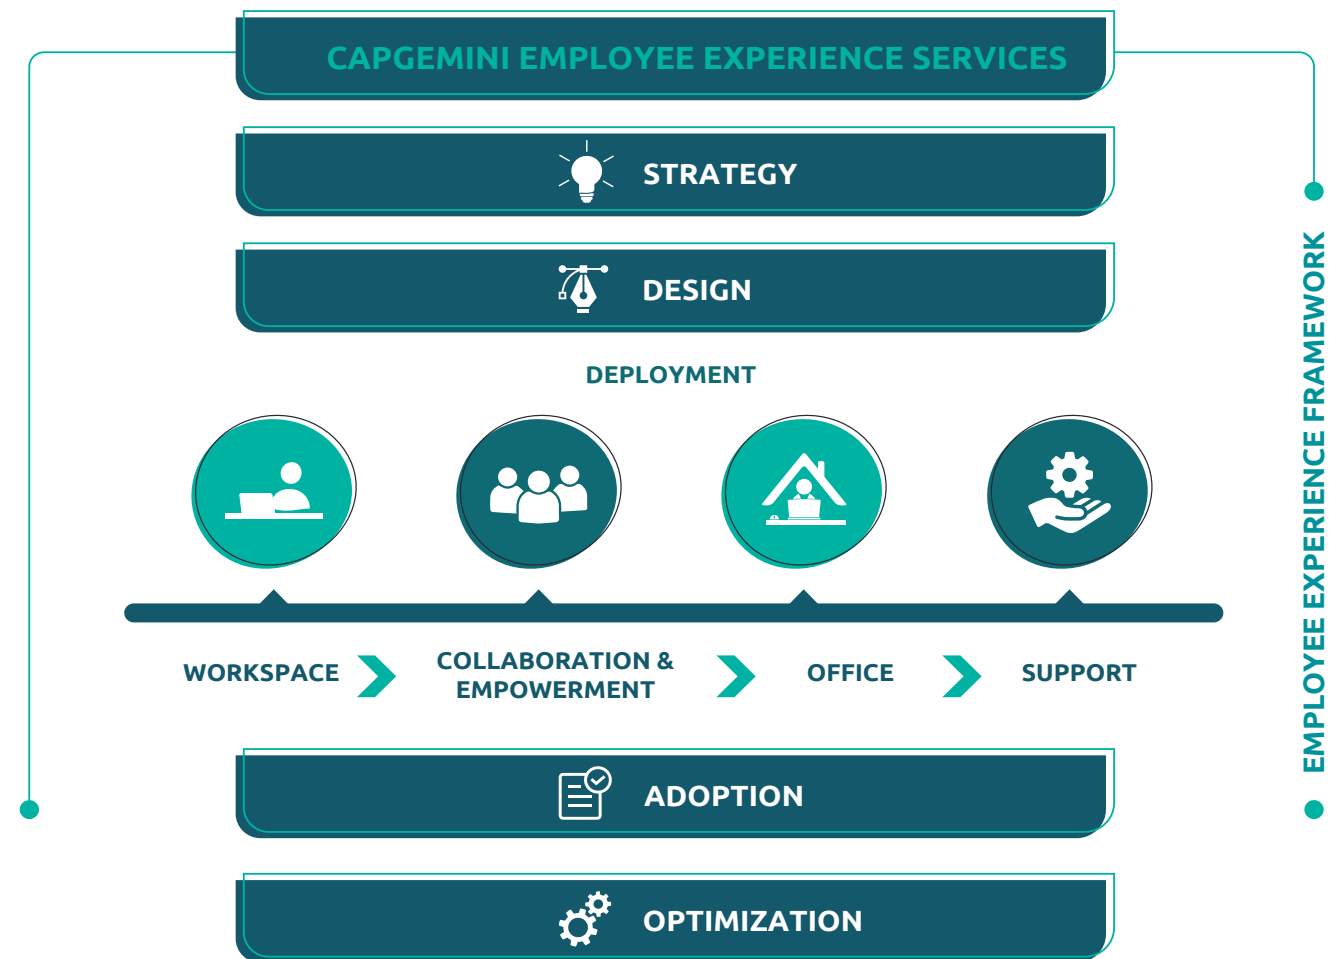 CAPGEMINI EMPLOYEE EXPERIENCE SERVICES
STRATEGY
DESIGN
DEPLOYMENT
WORKSPACE
COLLABORATION &
EMPOWERMENT
OFFICE
SUPPORT
ADOPTION
OPTIMIZATION
EMPLOYEE EXPERIENCE FRAMEWORK